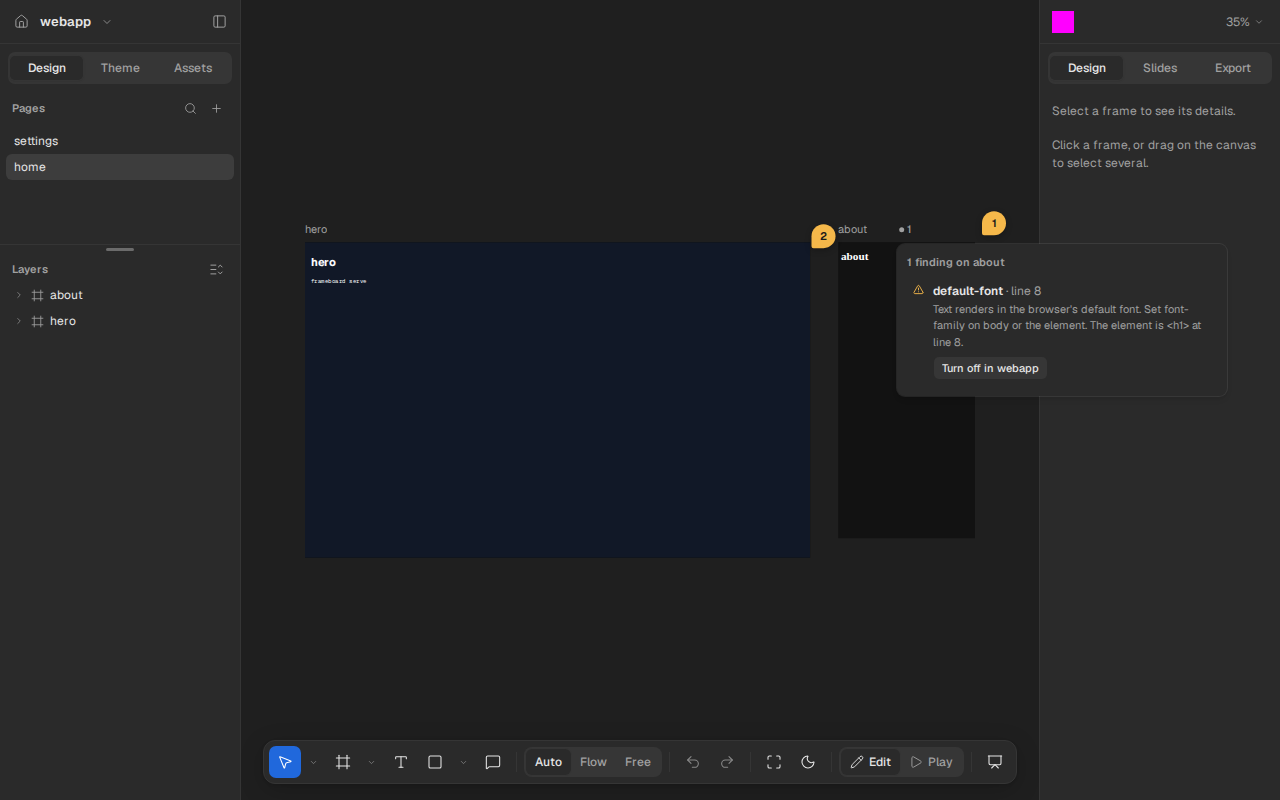 webapp
Design Theme Assets
Pages
settings
home
Layers
about
hero
hero
2
about
1
1
hero
frameboard serve
about
1 finding on about
default-font · line 8
Text renders in the browser's default font. Set font-
family on body or the element. The element is <h1> at
line 8.
Turn off in webapp
Auto Flow Free
Edit Play
35%
Design Slides Export
Select a frame to see its details.
Click a frame, or drag on the canvas
to select several.